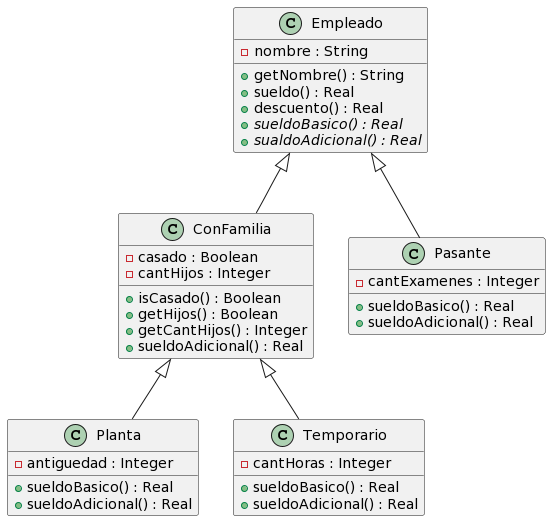 C Empleado
nombre : String
getNombre() : String
sueldo() : Real
descuento() : Real
sueldoBasico() : Real
sualdoAdicional() : Real
C ConFamilia
casado : Boolean
cantHijos : Integer
isCasado() : Boolean
getHijos() : Boolean
getCantHijos() : Integer
sueldoAdicional() : Real
C Pasante
cantExamenes : Integer
sueldoBasico() : Real
sueldoAdicional() : Real
C Planta
antiguedad : Integer
sueldoBasico() : Real
sueldoAdicional() : Real
C Temporario
cantHoras : Integer
sueldoBasico() : Real
sueldoAdicional() : Real